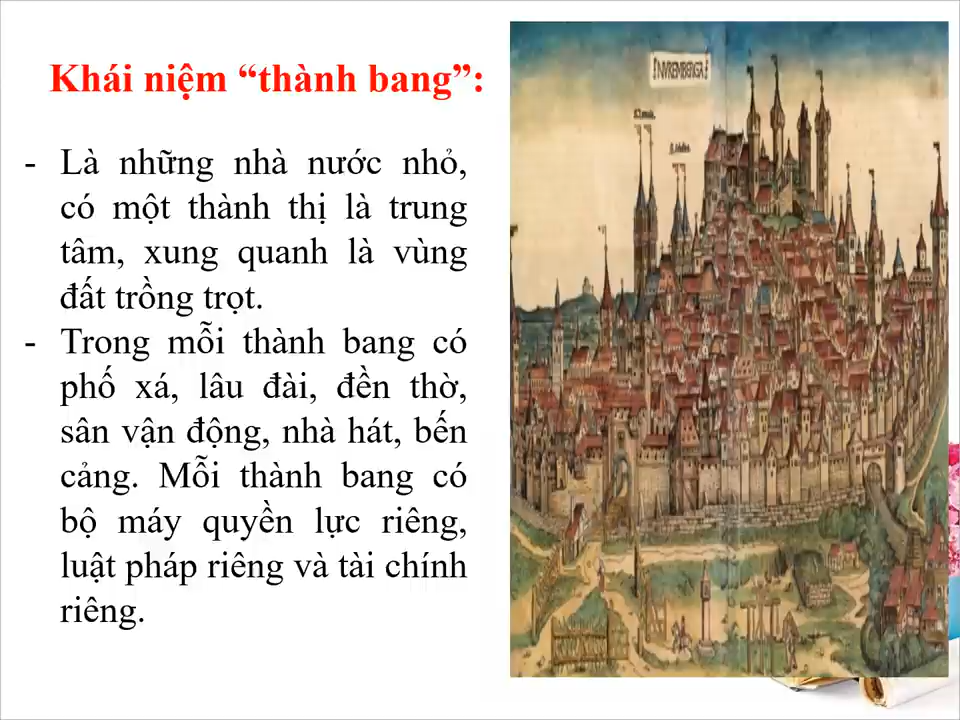 Khái niệm “thành bang”:
- Là những nhà nước nhỏ,
có một thành thị là trung
tâm, xung quanh là vùng
đất trồng trọt.
- Trong mỗi thành bang có
phố xá, lâu đài, đền thờ,
sân vận động, nhà hát, bến
cảng. Mỗi thành bang có
bộ máy quyền lực riêng,
luật pháp riêng và tài chính
riêng.
NVREMBERGA